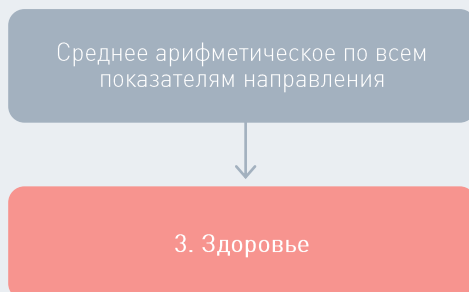 Среднее арифметическое по всем
показателям направления
3. Здоровье